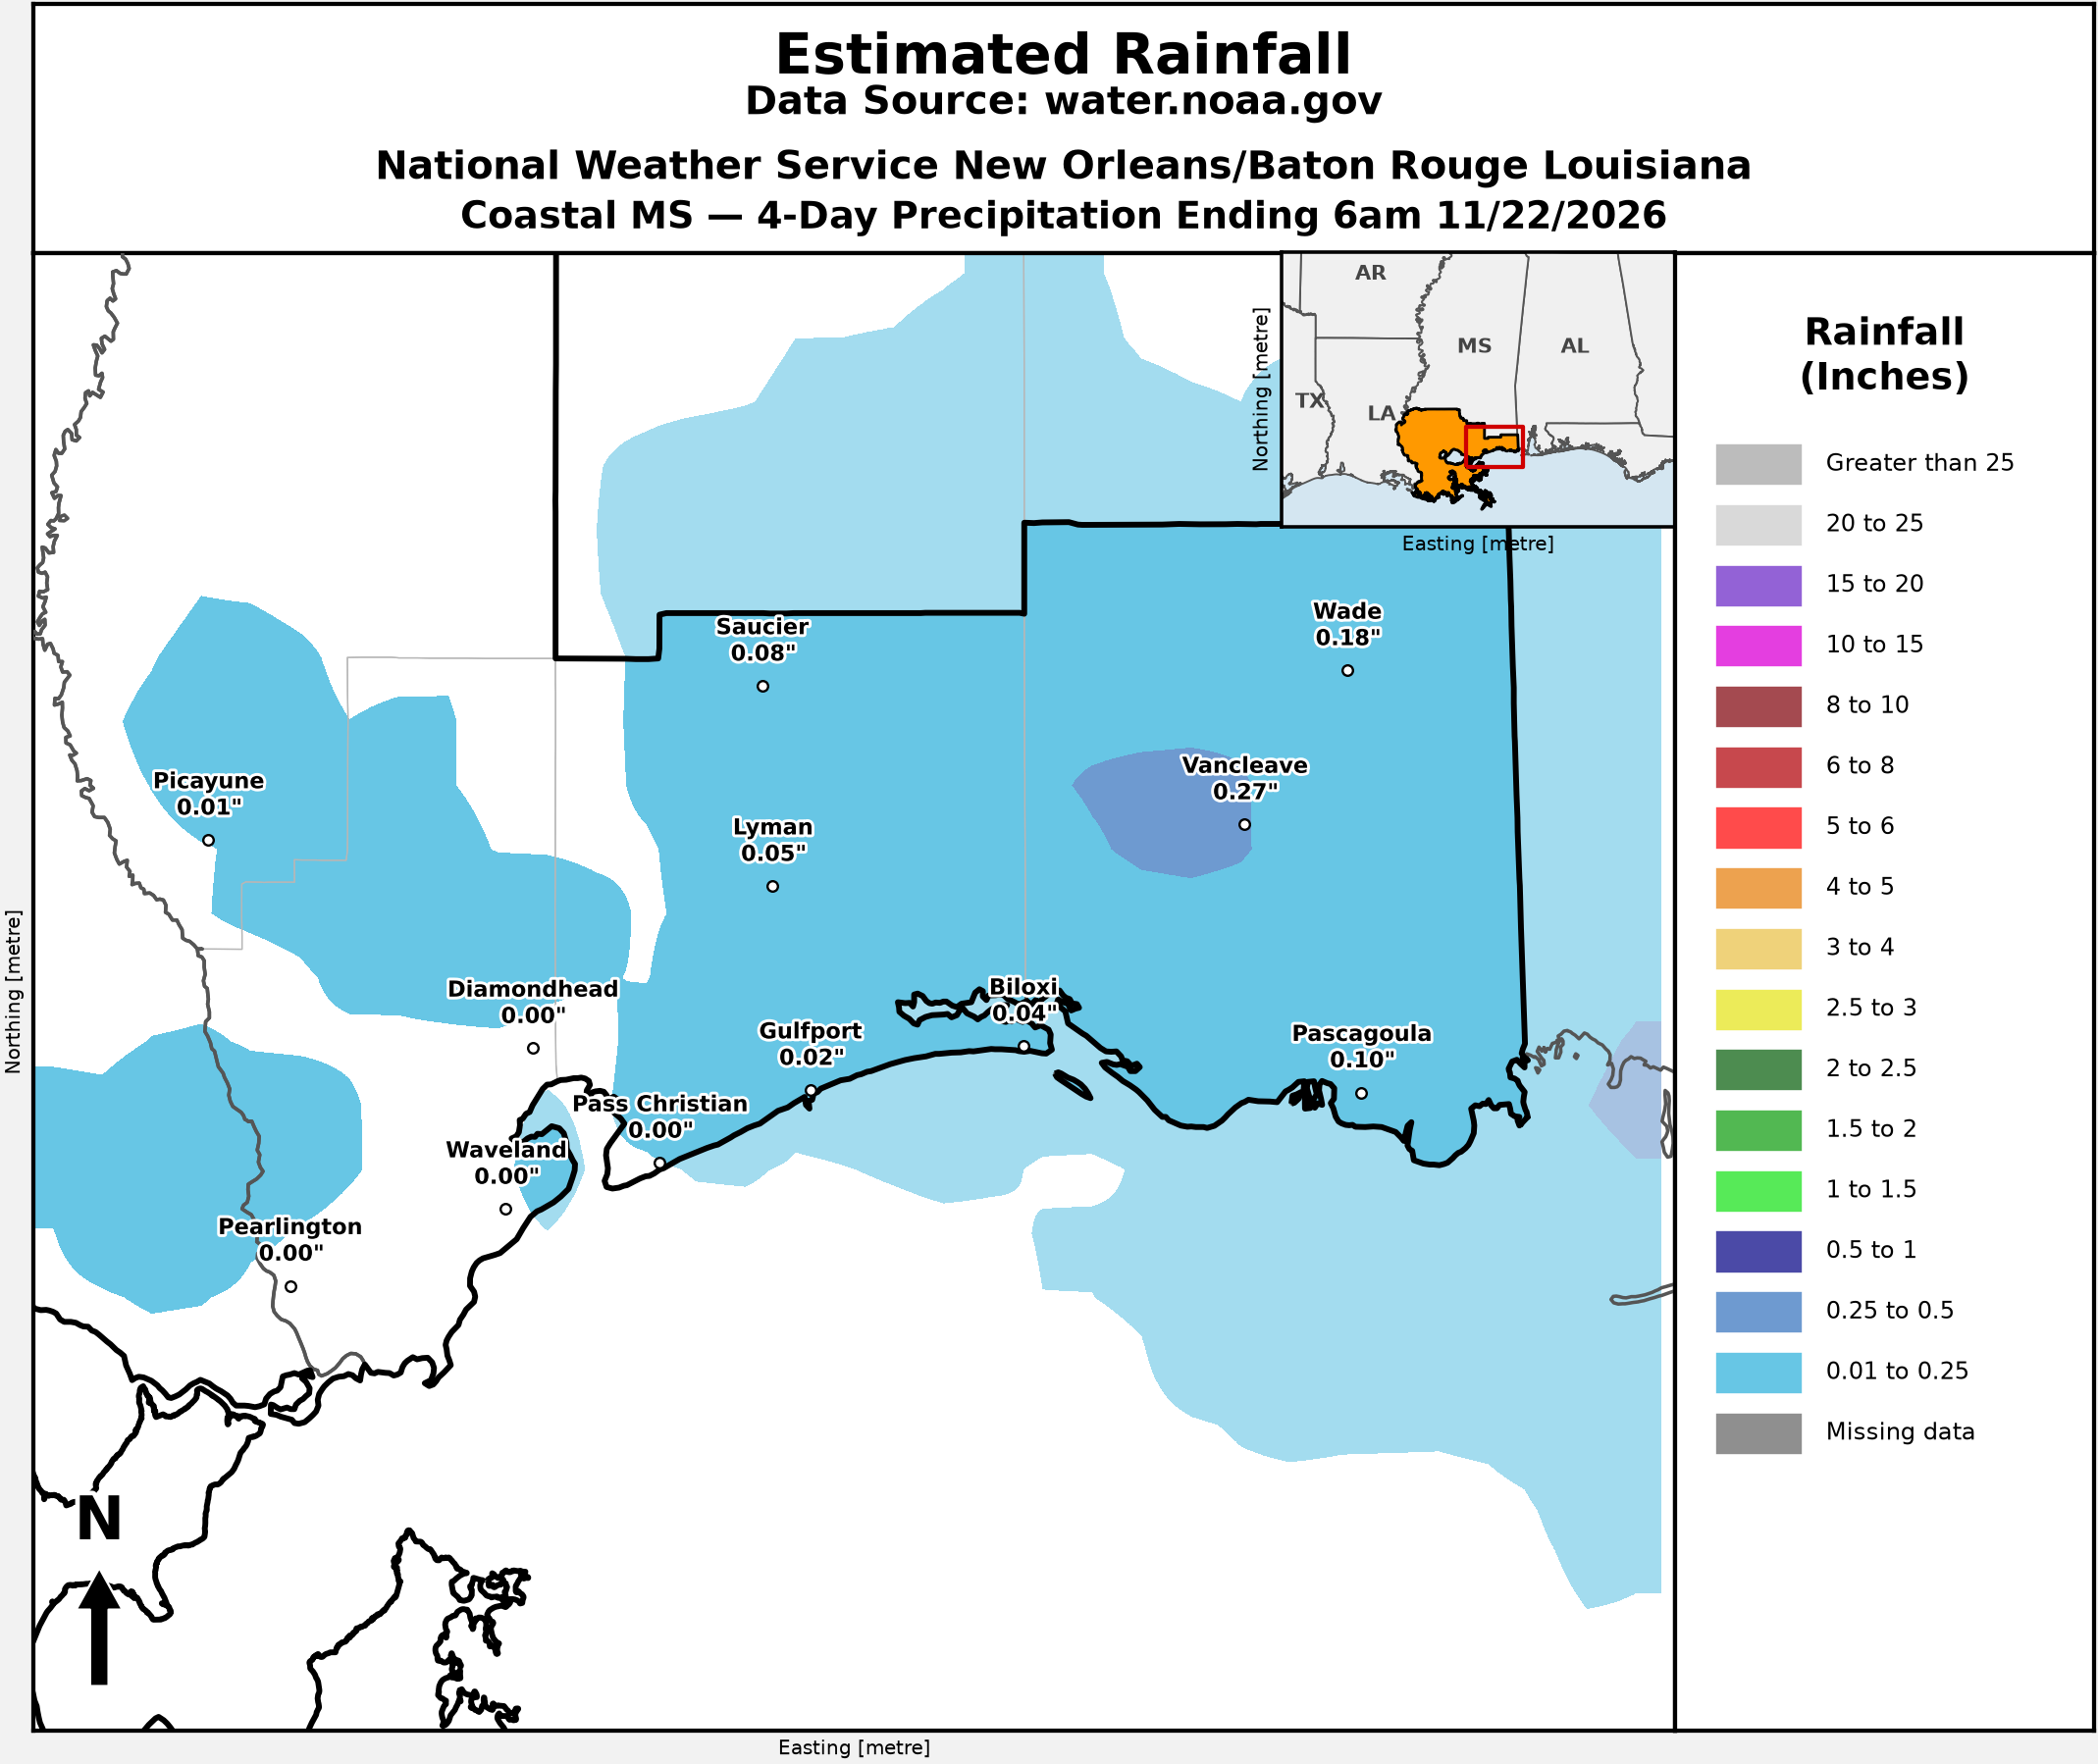 Estimated Rainfall
Data Source: water.noaa.gov
National Weather Service New Orleans/Baton Rouge Louisiana
Coastal MS — 4-Day Precipitation Ending 6am 11/22/2026
AR
MS
AL
TX
LA
Northing [metre]
Easting [metre]
Rainfall
(Inches)
Greater than 25
20 to 25
15 to 20
10 to 15
8 to 10
6 to 8
5 to 6
4 to 5
3 to 4
2.5 to 3
2 to 2.5
1.5 to 2
1 to 1.5
0.5 to 1
0.25 to 0.5
0.01 to 0.25
Missing data
Saucier
0.08"
Wade
0.18"
Picayune
0.01"
Vancleave
0.27"
Lyman
0.05"
Diamondhead
0.00"
Biloxi
0.04"
Gulfport
0.02"
Pascagoula
0.10"
Pass Christian
0.00"
Waveland
0.00"
Pearlington
0.00"
N
Northing [metre]
Easting [metre]